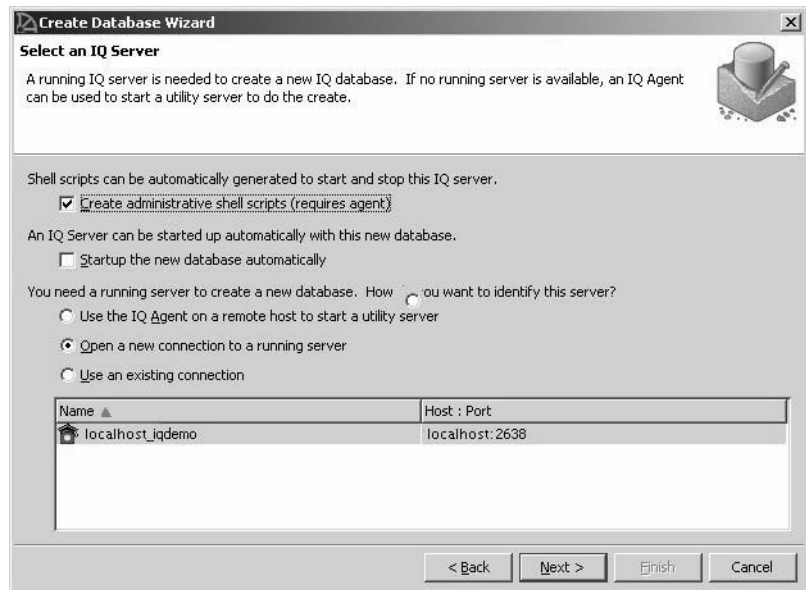 Create Database Wizard
Select an IQ Server
A running IQ server is needed to create a new IQ database. If no running server is available, an IQ Agent
can be used to start a utility server to do the create.
Shell scripts can be automatically generated to start and stop this IQ server.
Create administrative shell scripts (requires agent)
An IQ Server can be started up automatically with this new database.
Startup the new database automatically
You need a running server to create a new database. How ou want to identify this server?
Use the IQ Agent on a remote host to start a utility server
Open a new connection to a running server
Use an existing connection
Name Host : Port
localhost_iqdemo localhost:2638
< Back Next > Finish Cancel